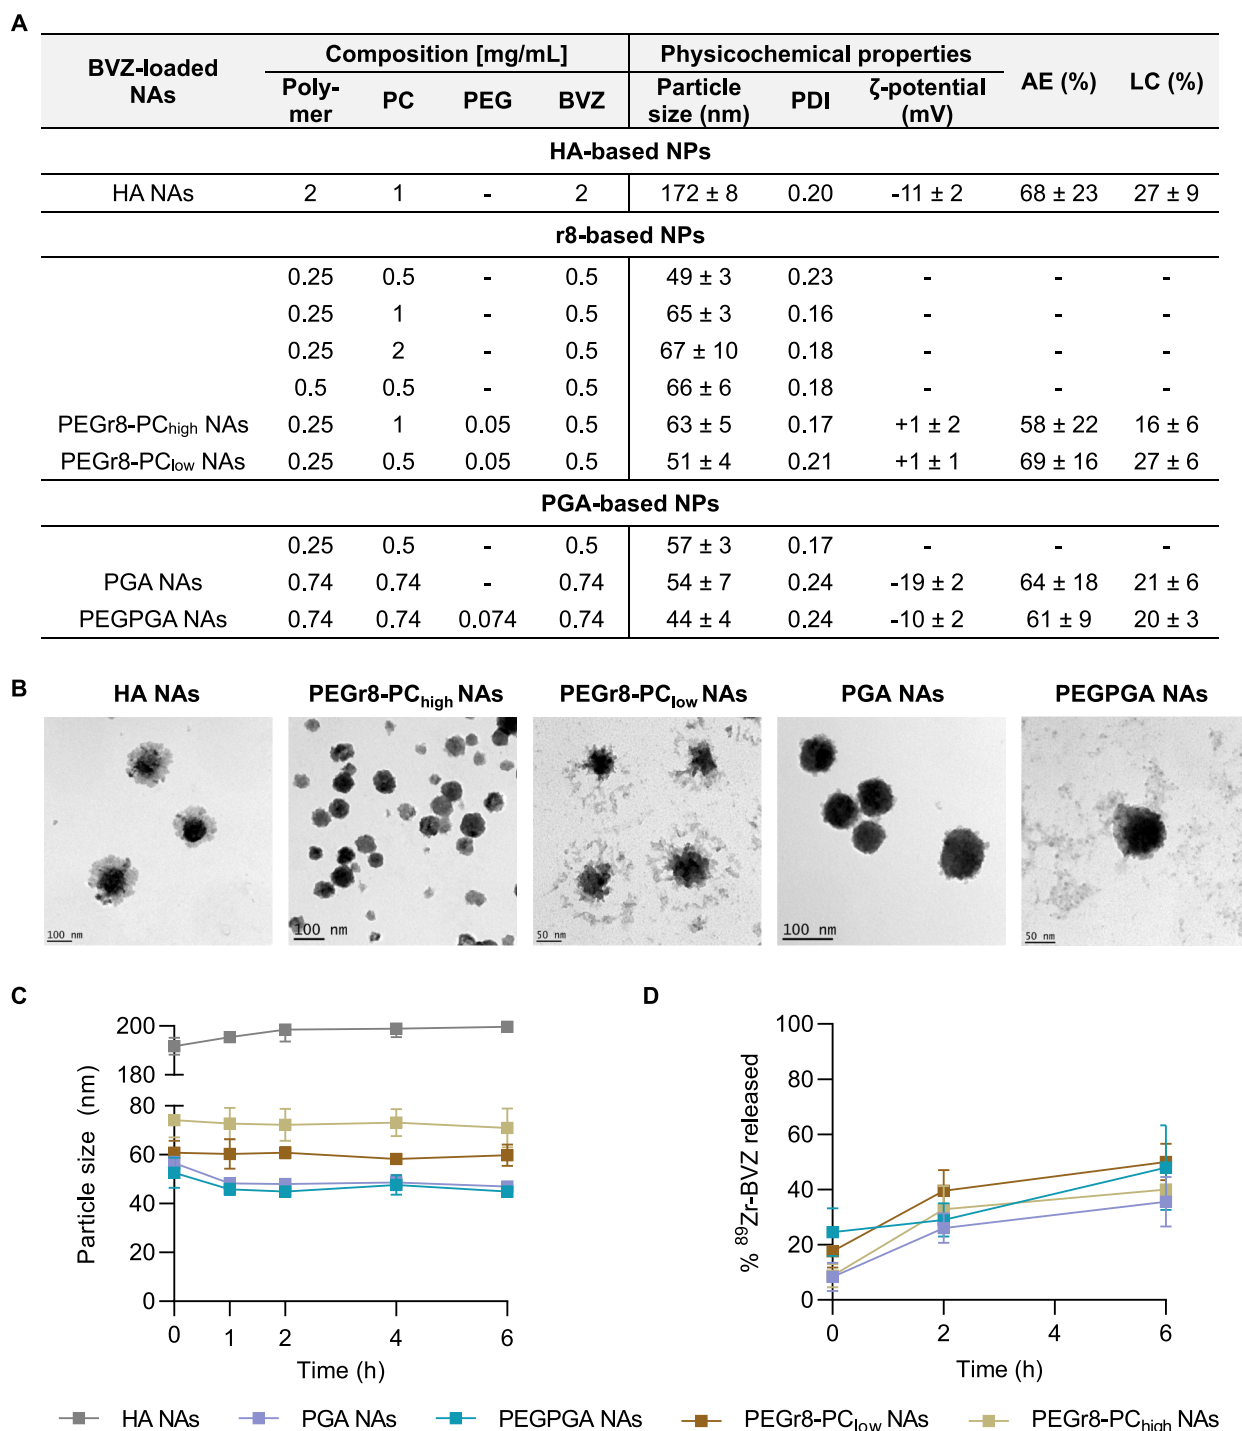 A
BVZ-loaded NAs Composition [mg/mL] Physicochemical properties AE (%) LC (%)
Poly-mer PC PEG BVZ Particle size (nm) PDI ζ-potential (mV)
HA-based NPs
HA NAs 2 1 - 2 172 ± 8 0.20 -11 ± 2 68 ± 23 27 ± 9
r8-based NPs
0.25 0.5 - 0.5 49 ± 3 0.23 - - -
0.25 1 - 0.5 65 ± 3 0.16 - - -
0.25 2 - 0.5 67 ± 10 0.18 - - -
0.5 0.5 - 0.5 66 ± 6 0.18 - - -
PEGr8-PChigh NAs 0.25 1 0.05 0.5 63 ± 5 0.17 +1 ± 2 58 ± 22 16 ± 6
PEGr8-PClow NAs 0.25 0.5 0.05 0.5 51 ± 4 0.21 +1 ± 1 69 ± 16 27 ± 6
PGA-based NPs
0.25 0.5 - 0.5 57 ± 3 0.17 - - -
PGA NAs 0.74 0.74 - 0.74 54 ± 7 0.24 -19 ± 2 64 ± 18 21 ± 6
PEGPGA NAs 0.74 0.74 0.074 0.74 44 ± 4 0.24 -10 ± 2 61 ± 9 20 ± 3
B
HA NAs PEGr8-PChigh NAs PEGr8-PClow NAs PGA NAs PEGPGA NAs
100 nm 100 nm 50 nm 100 nm 50 nm
C
Particle size (nm)
200
180
80
60
40
20
0
0 1 2 4 6
Time (h)
D
% 89Zr-BVZ released
100
80
60
40
20
0
0 2 4 6
Time (h)
HA NAs PGA NAs PEGPGA NAs PEGr8-PClow NAs PEGr8-PChigh NAs